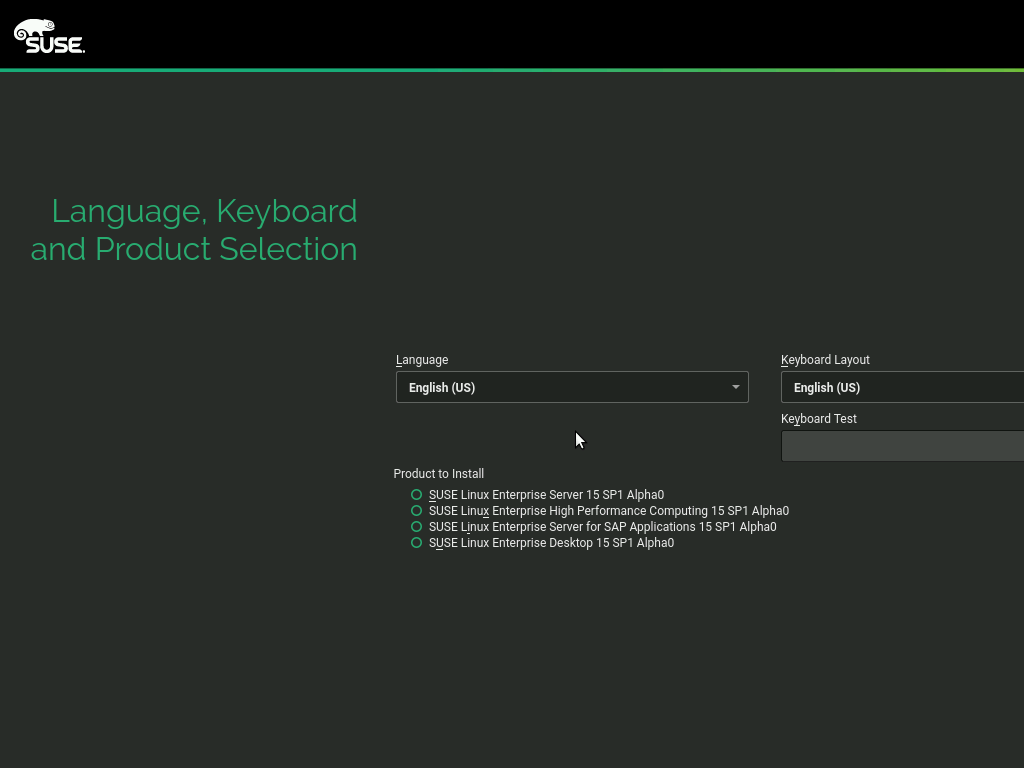 SUSE.
Language, Keyboard
and Product Selection
Language
Keyboard Layout
English (US)
English (US)
Keyboard Test
Product to Install
SUSE Linux Enterprise Server 15 SP1 Alpha0
SUSE Linux Enterprise High Performance Computing 15 SP1 Alpha0
SUSE Linux Enterprise Server for SAP Applications 15 SP1 Alpha0
SUSE Linux Enterprise Desktop 15 SP1 Alpha0